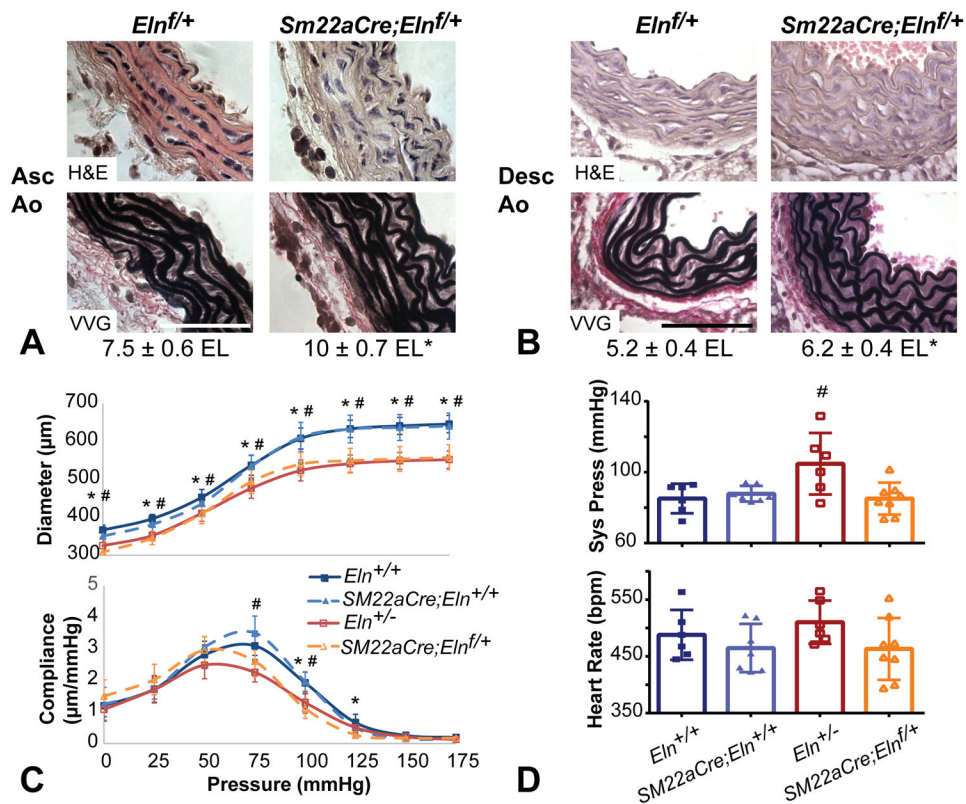 Eln^f/+ Sm22aCre;Eln^f/+
Eln^f/+ Sm22aCre;Eln^f/+
H&E
H&E
Asc
Ao
Desc
Ao
VVG
VVG
A
7.5 ± 0.6 EL 10 ± 0.7 EL*
B
5.2 ± 0.4 EL 6.2 ± 0.4 EL*
Diameter (µm)
700
600
500
400
300
* # * # * # * # * # * # * # * #
Compliance
(µm/mmHg)
5
4
3
2
1
0
# * # *
Eln^+/+
SM22aCre;Eln^+/+
Eln^+/-
SM22aCre;Eln^f/+
0 25 50 75 100 125 150 175
Pressure (mmHg)
C
Sys Press (mmHg)
140
100
60
#
Heart Rate (bpm)
550
450
350
Eln^+/+
SM22aCre;Eln^+/+
Eln^+/-
SM22aCre;Eln^f/+
D